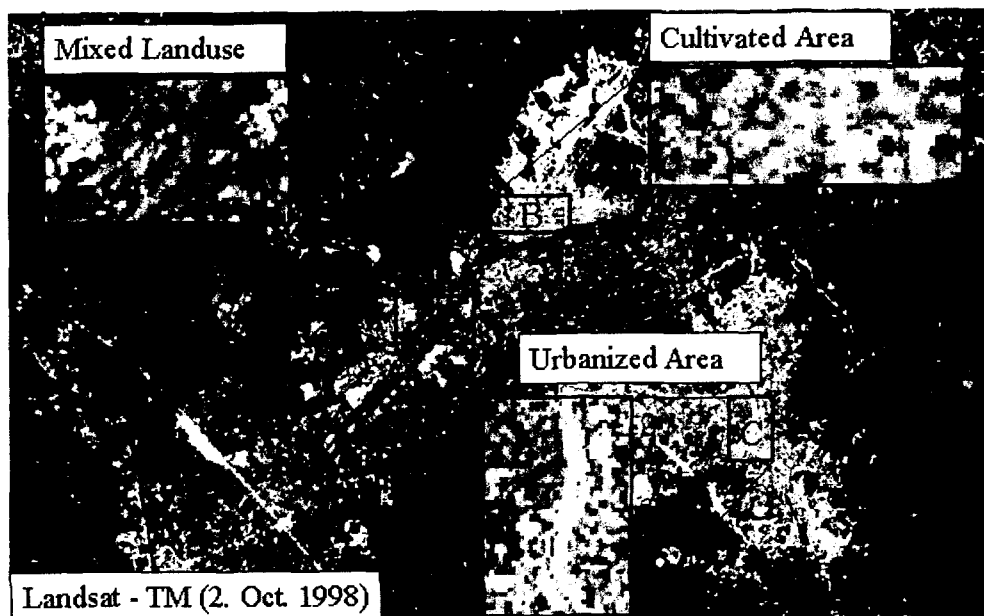 Mixed Landuse
Cultivated Area
B
Urbanized Area
C
Landsat - TM (2. Oct. 1998)